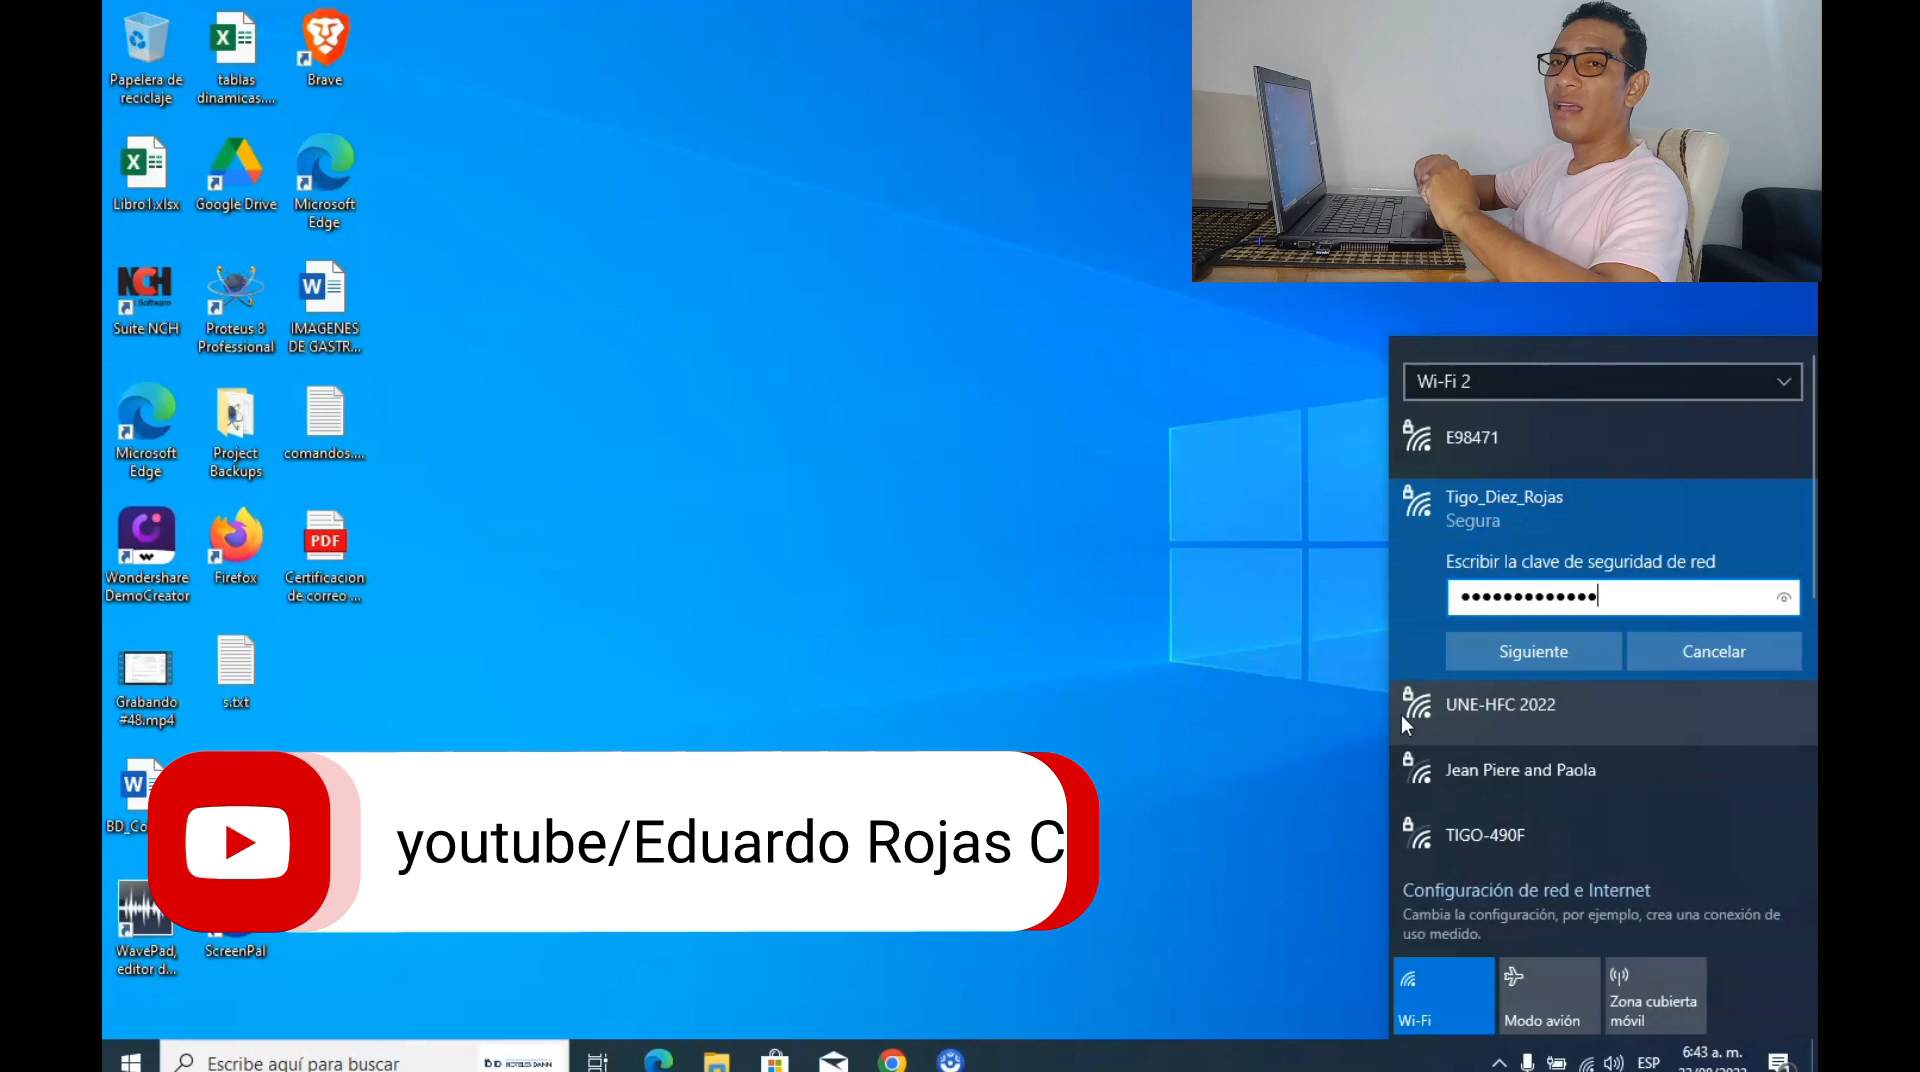 Papelera de
reciclaje
tablas
dinamicas....
Brave
Libro1.xlsx
Google Drive
Microsoft
Edge
NCH
Software
Suite NCH
Proteus 8
Professional
IMAGENES
DE GASTR...
Microsoft
Edge
Project
Backups
comandos....
Wondershare
DemoCreator
Firefox
PDF
Certificacion
de correo ...
Grabando
#48.mp4
s.txt
BD_Co
youtube/Eduardo Rojas C
WavePad,
editor d...
ScreenPal
Wi-Fi 2
E98471
Tigo_Diez_Rojas
Segura
Escribir la clave de seguridad de red
•••••••••••••
Siguiente
Cancelar
UNE-HFC 2022
Jean Piere and Paola
TIGO-490F
Configuración de red e Internet
Cambia la configuración, por ejemplo, crea una conexión de
uso medido.
Wi-Fi
Modo avión
Zona cubierta
móvil
Escribe aquí para buscar
HOTELES DANN
ESP
6:43 a. m.